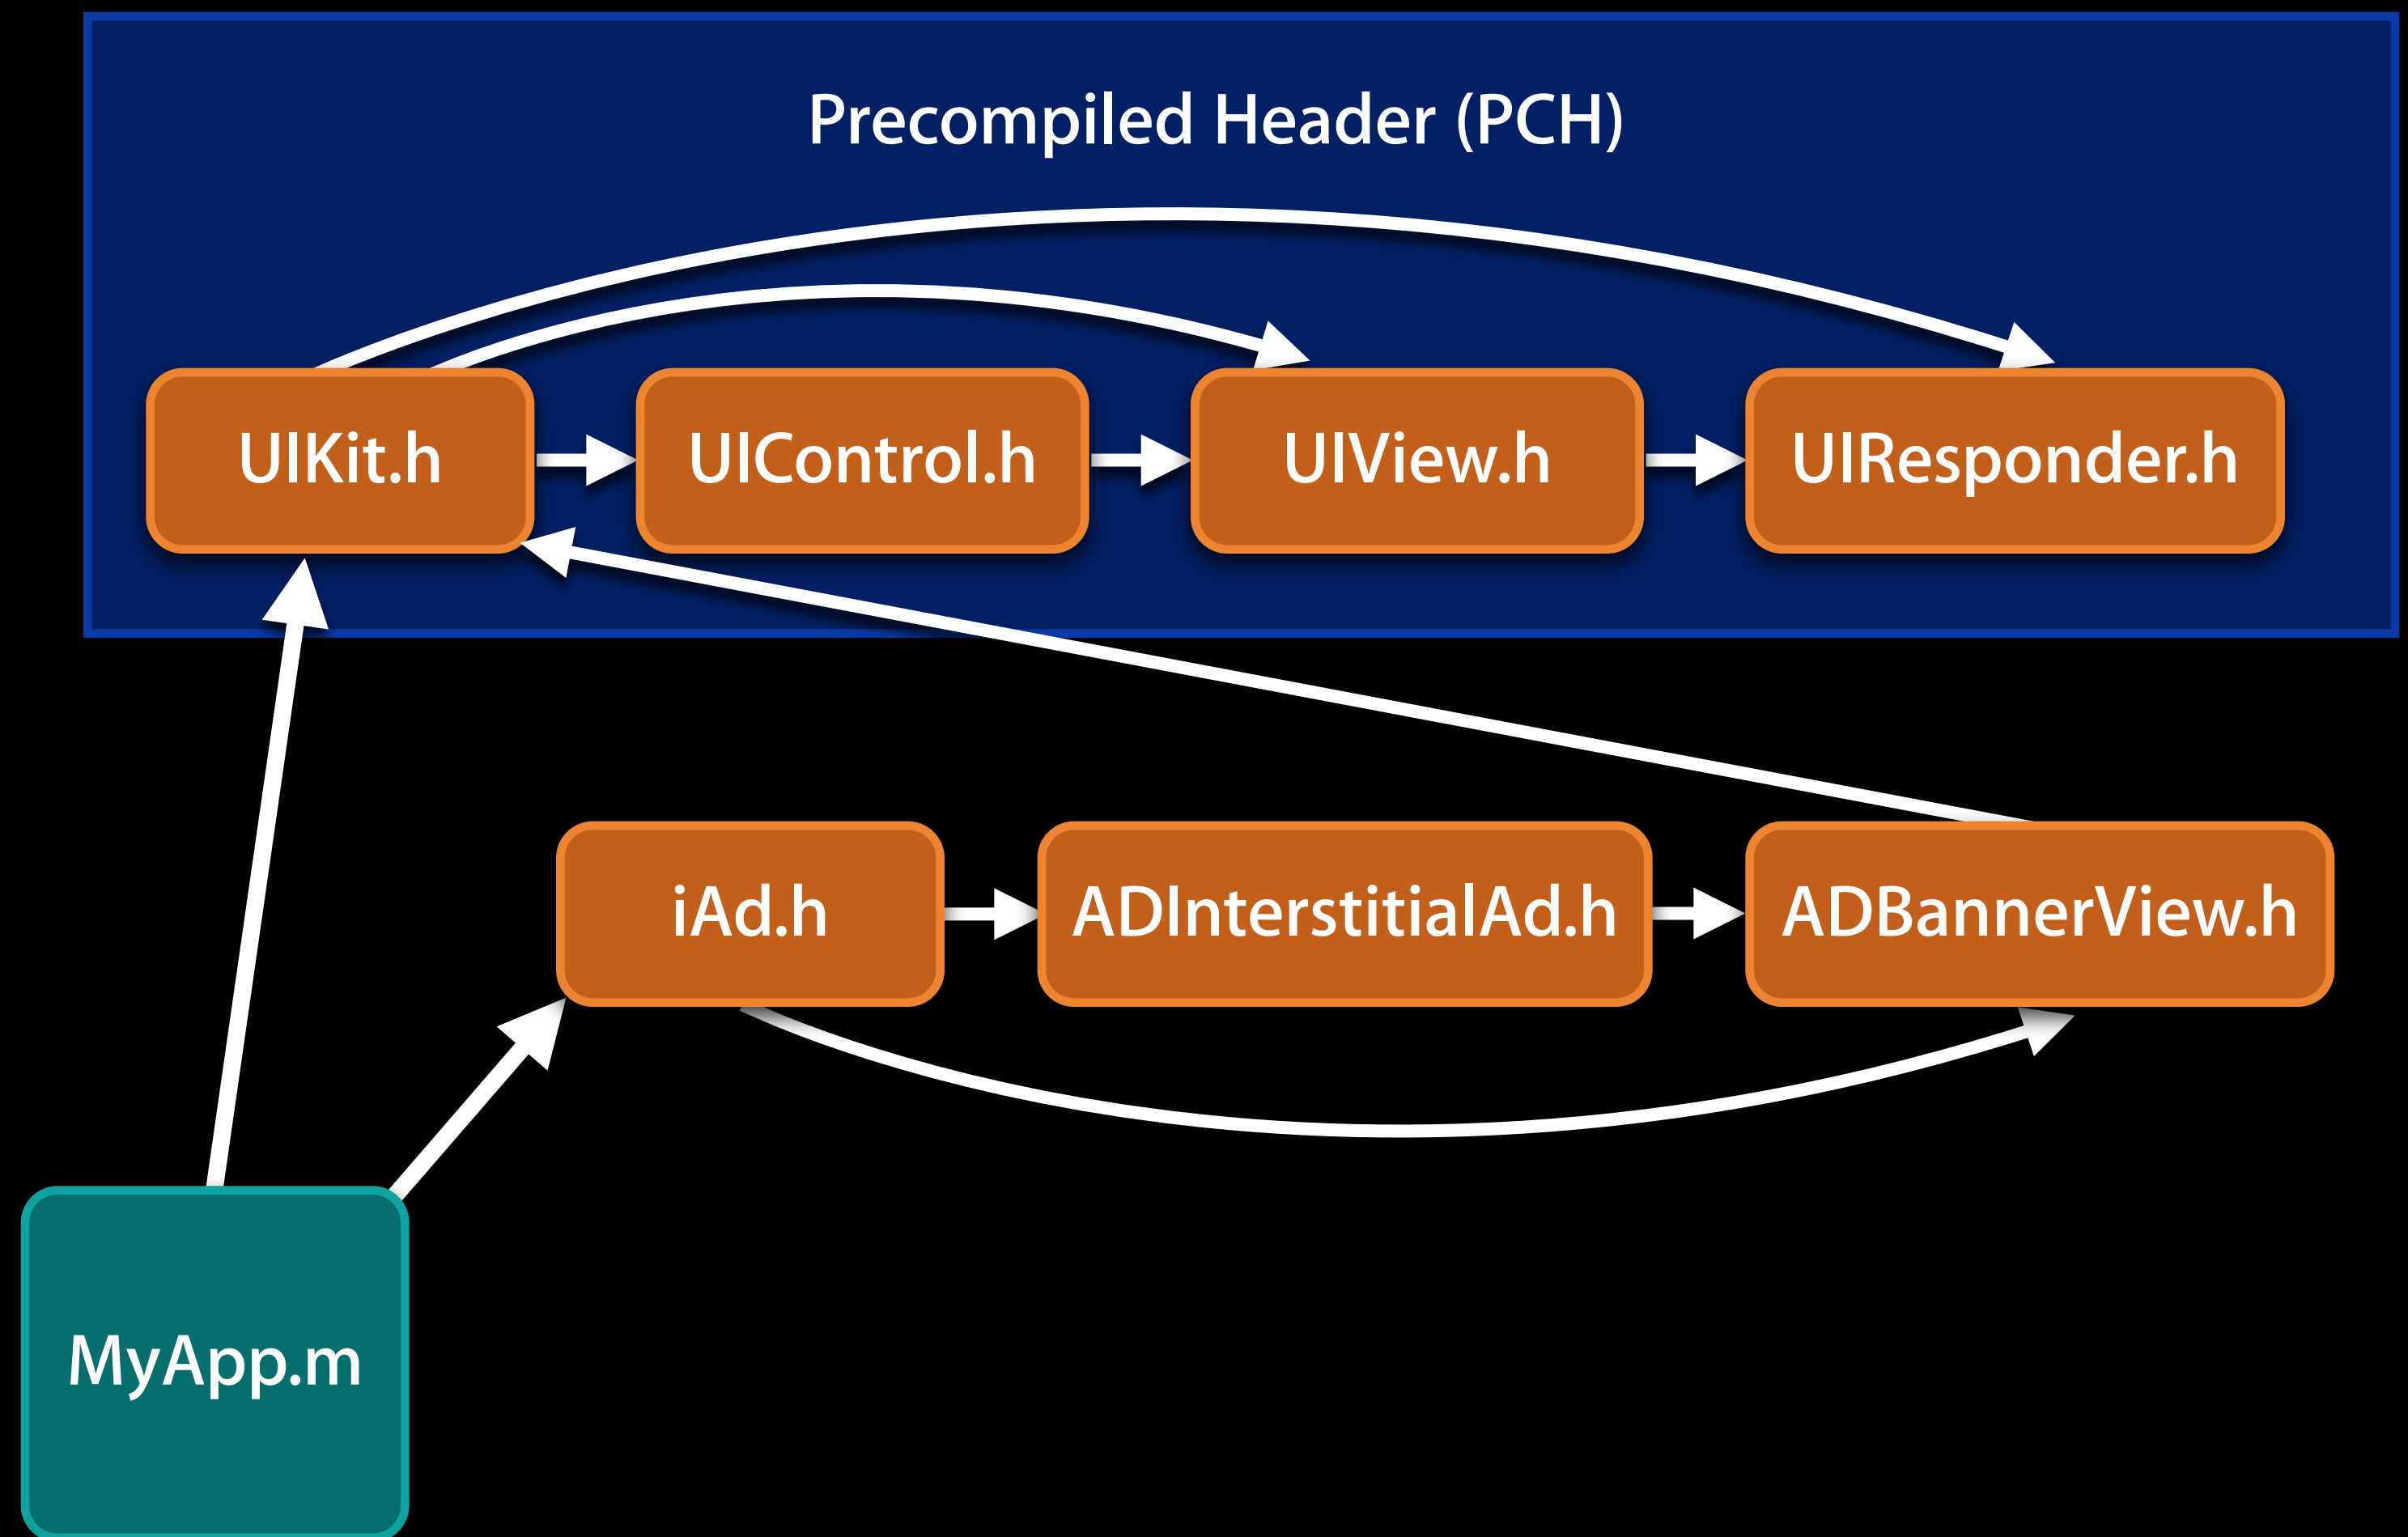 Precompiled Header (PCH)
UIKit.h
UIControl.h
UIView.h
UIResponder.h
iAd.h
ADInterstitialAd.h
ADBannerView.h
MyApp.m